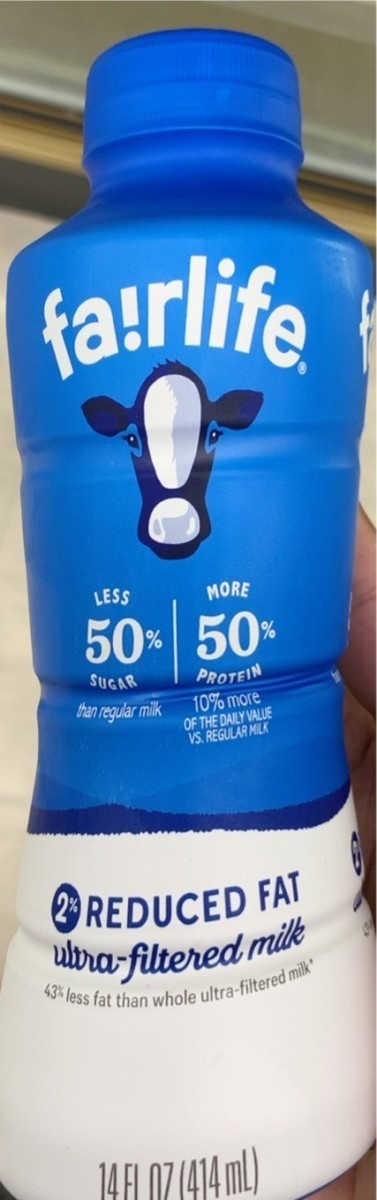 fa!rlife®
LESS
50%
SUGAR
than regular milk
MORE
50%
PROTEIN
10% more
OF THE DAILY VALUE
VS. REGULAR MILK
2% REDUCED FAT
ultra-filtered milk
43% less fat than whole ultra-filtered milk*
14 FL OZ (414 mL)